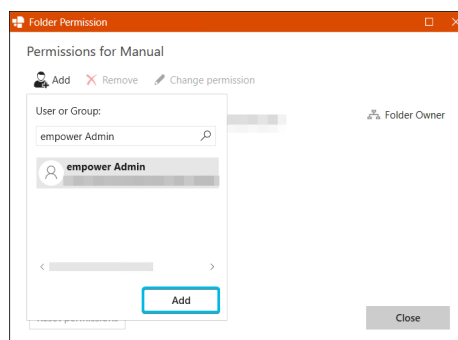 Folder Permission
Permissions for Manual
Add Remove Change permission
User or Group:
Folder Owner
empower Admin
empower Admin
Add
Close